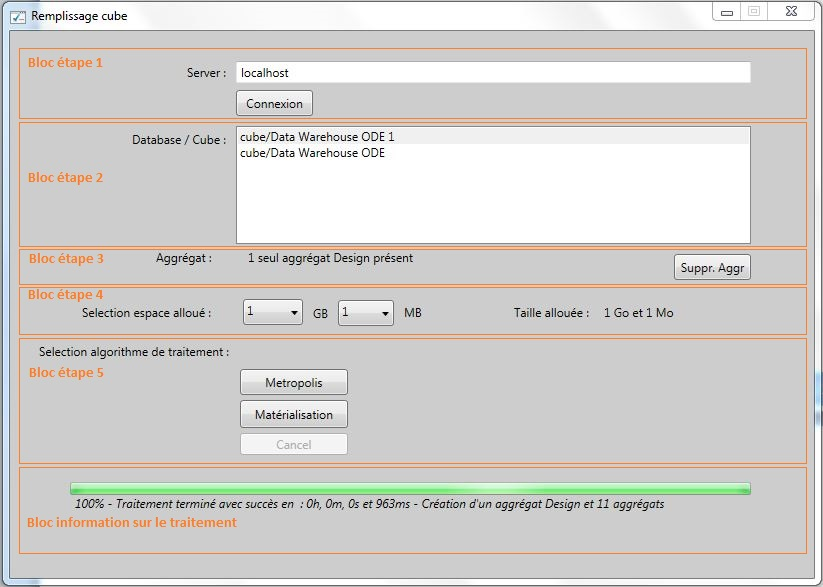 Remplissage cube
Bloc étape 1
Server : localhost
Connexion
Database / Cube : cube/Data Warehouse ODE 1
cube/Data Warehouse ODE
Bloc étape 2
Bloc étape 3 Aggrégat : 1 seul aggrégat Design présent
Suppr. Aggr
Bloc étape 4
Selection espace alloué : 1 GB 1 MB Taille allouée : 1 Go et 1 Mo
Selection algorithme de traitement :
Bloc étape 5
Metropolis
Matérialisation
Cancel
100% - Traitement terminé avec succès en : 0h, 0m, 0s et 963ms - Création d'un aggrégat Design et 11 aggrégats
Bloc information sur le traitement